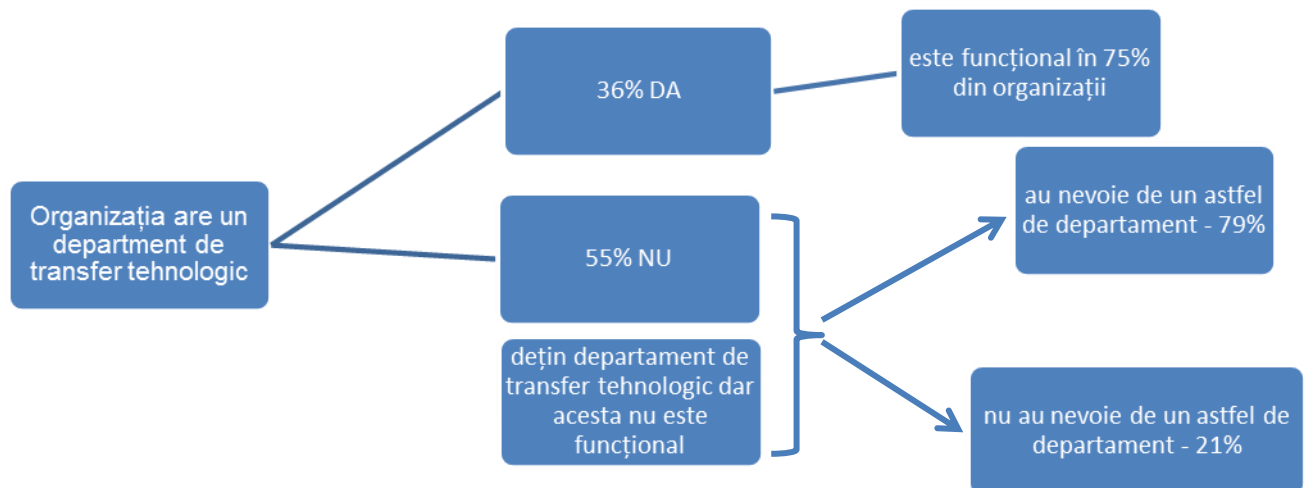 Organizația are un
department de
transfer tehnologic
36% DA
este funcțional în 75%
din organizații
55% NU
dețin departament de
transfer tehnologic dar
acesta nu este
funcțional
au nevoie de un astfel
de departament - 79%
nu au nevoie de un astfel de
departament - 21%